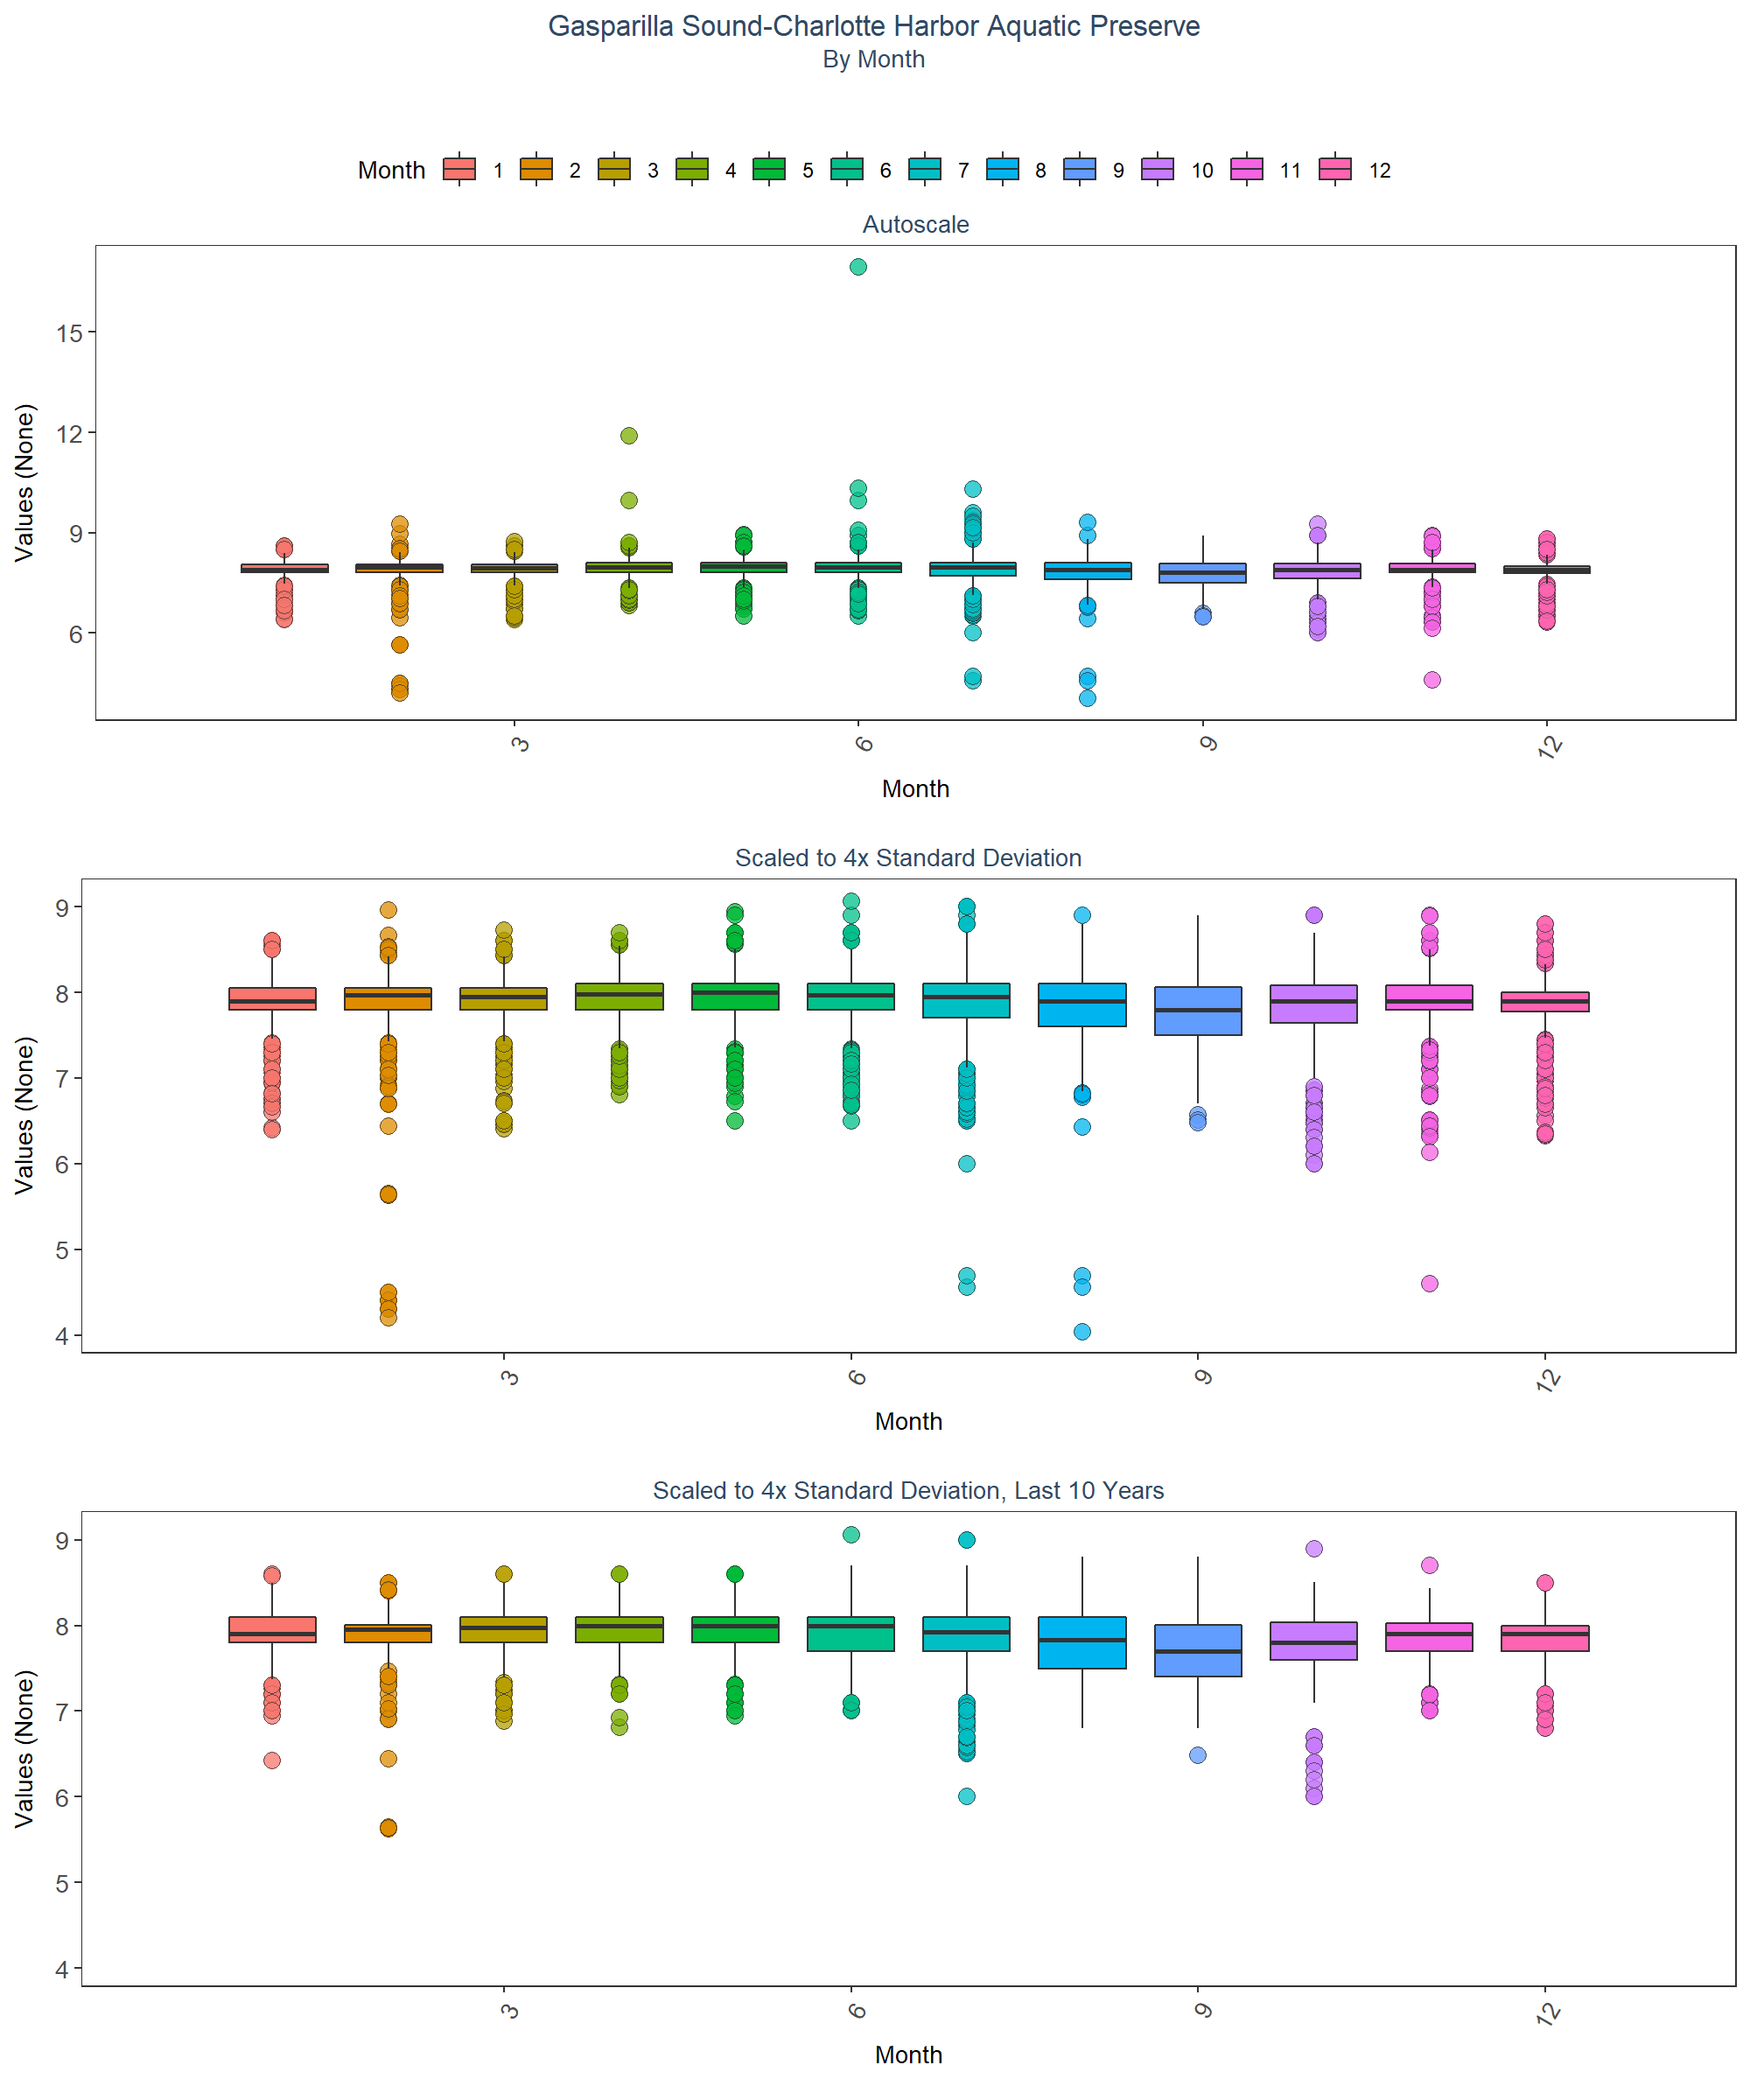 Gasparilla Sound-Charlotte Harbor Aquatic Preserve
By Month
Month 1 2 3 4 5 6 7 8 9 10 11 12
Autoscale
Values (None)
15
12
9
6
3 6 9 12
Month
Scaled to 4x Standard Deviation
Values (None)
9
8
7
6
5
4
3 6 9 12
Month
Scaled to 4x Standard Deviation, Last 10 Years
Values (None)
9
8
7
6
5
4
3 6 9 12
Month